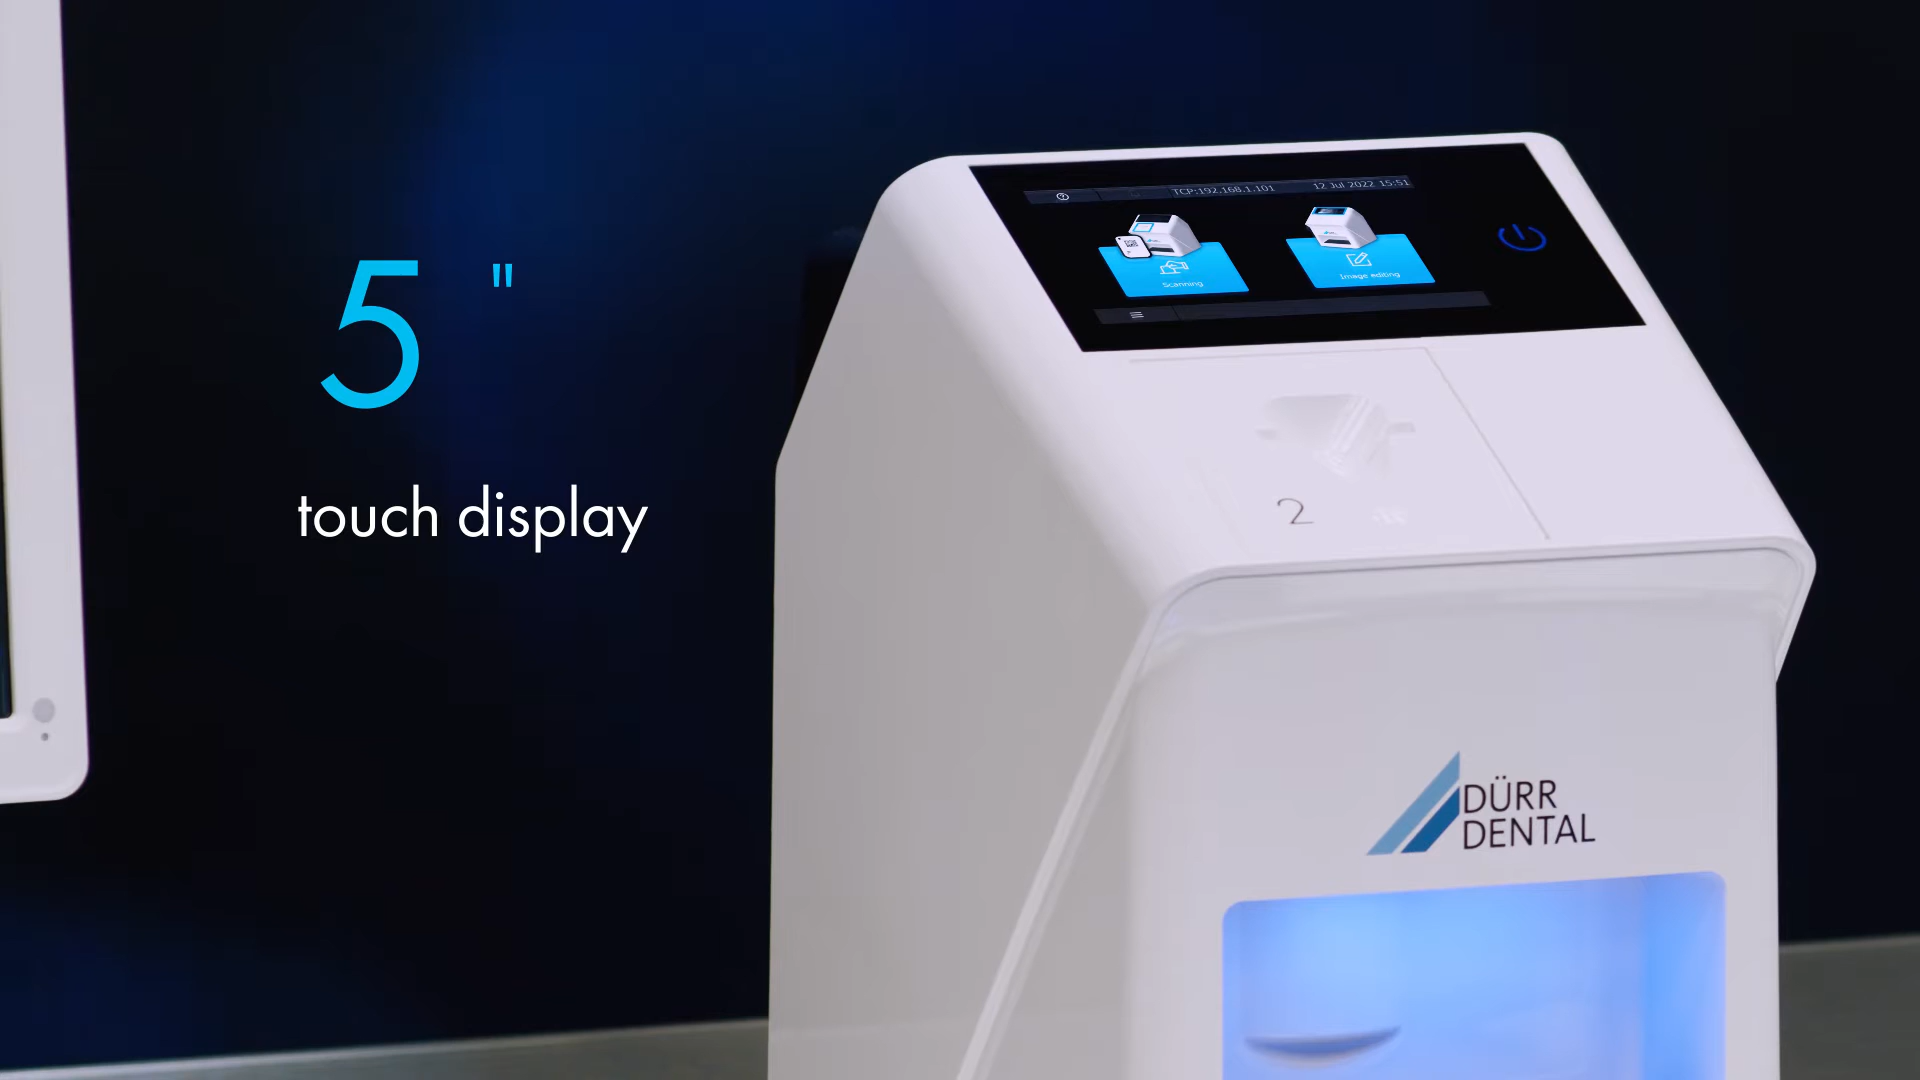 5 "
touch display
TCP:192.168.1.101
12 Jul 2022 15:51
Scanning
Image editing
2
DÜRR
DENTAL